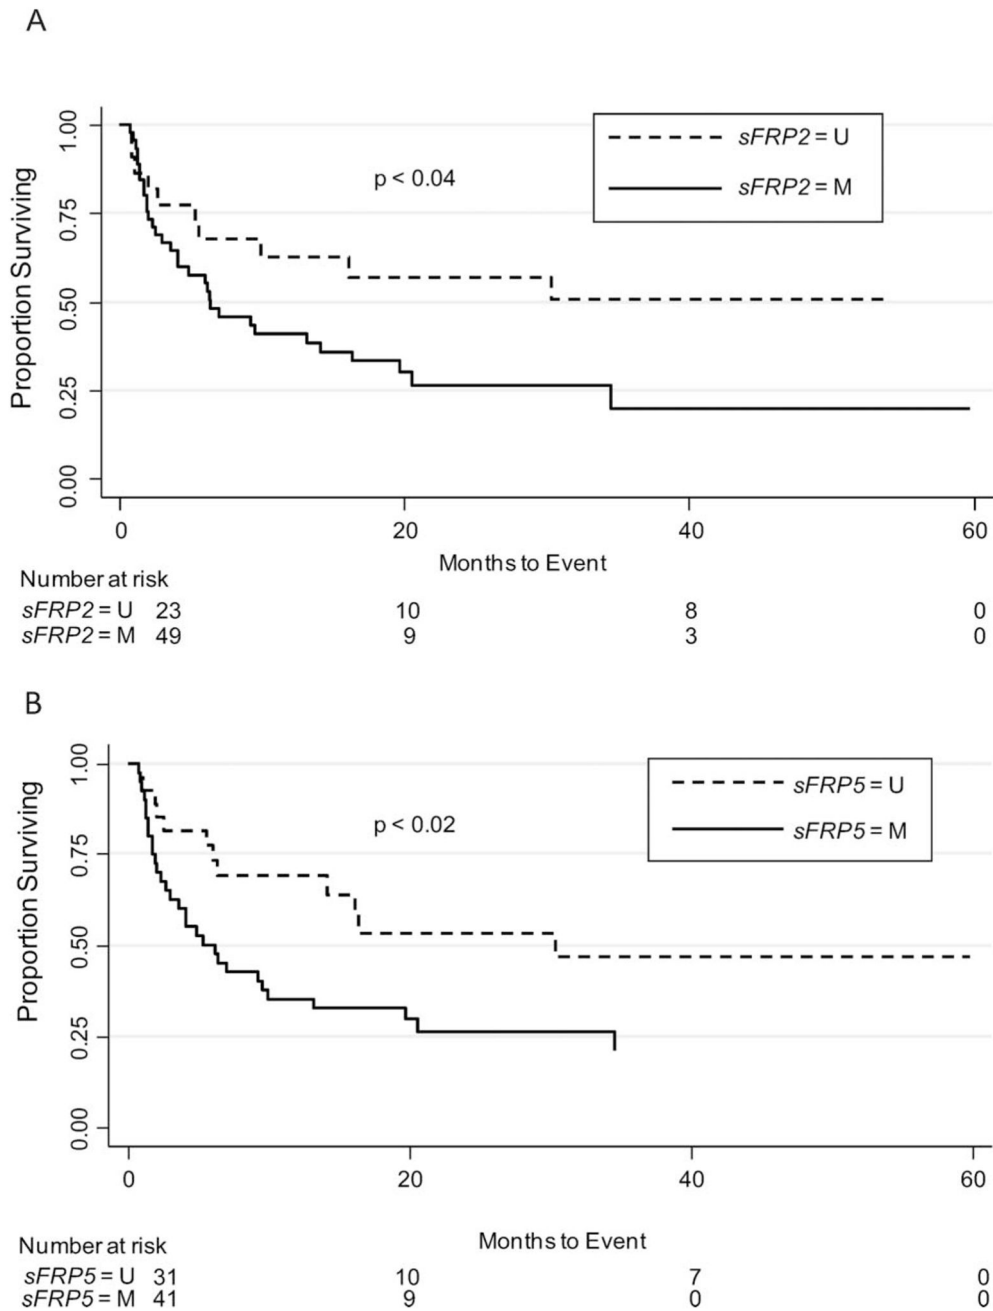 A
Proportion Surviving
1.00
0.75
0.50
0.25
0.00
p < 0.04
sFRP2 = U
sFRP2 = M
0 20 40 60
Months to Event
Number at risk
sFRP2 = U 23 10 8 0
sFRP2 = M 49 9 3 0
B
Proportion Surviving
1.00
0.75
0.50
0.25
0.00
p < 0.02
sFRP5 = U
sFRP5 = M
0 20 40 60
Months to Event
Number at risk
sFRP5 = U 31 10 7 0
sFRP5 = M 41 9 0 0